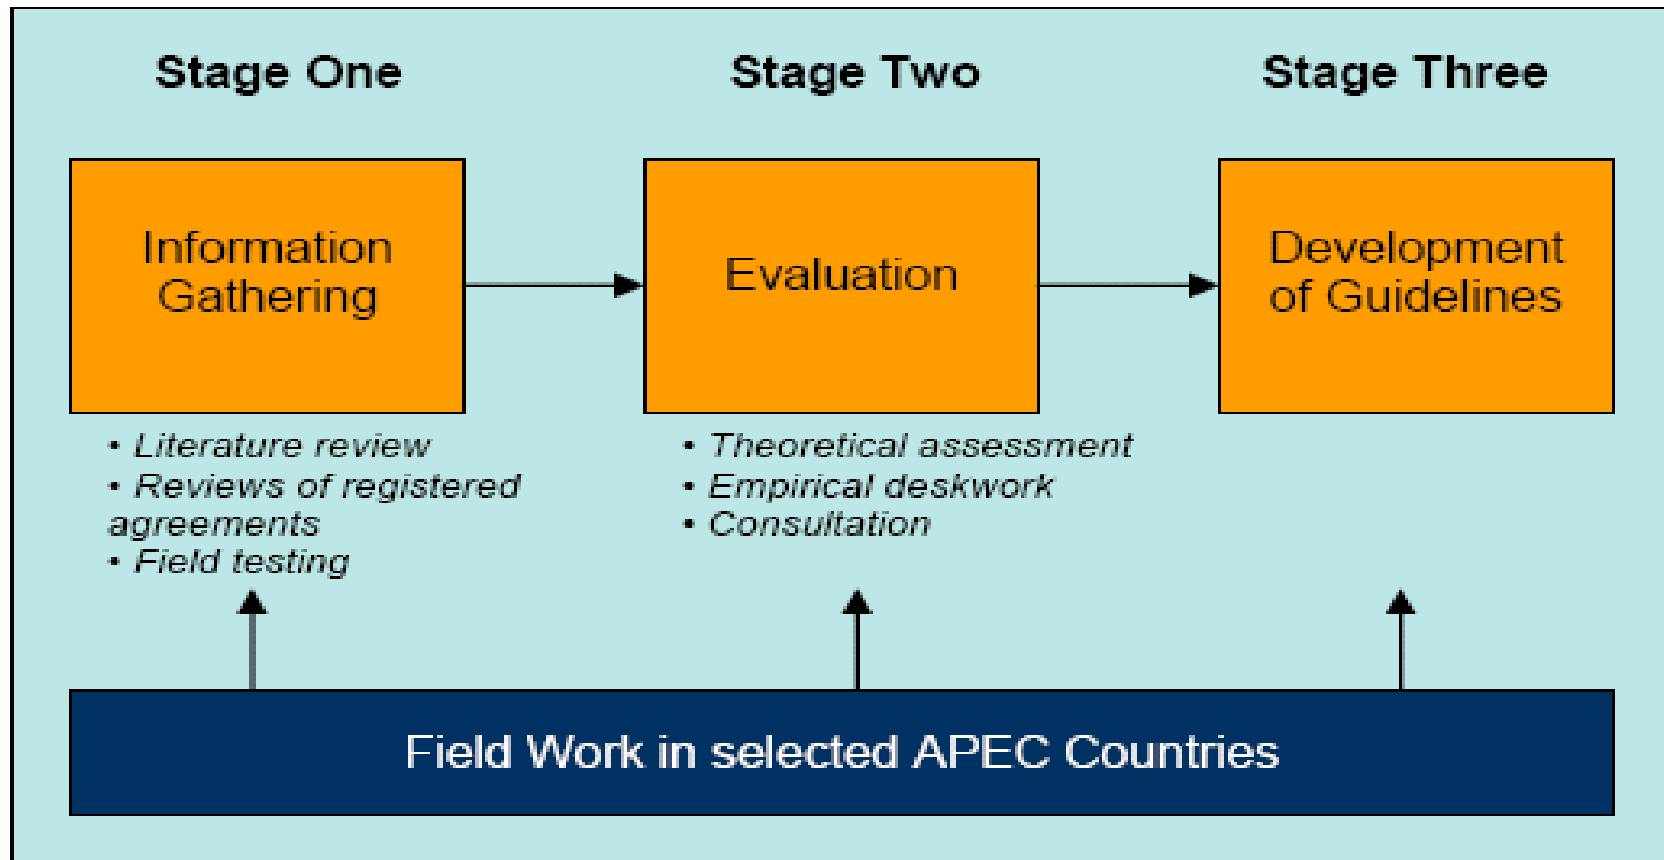 Stage One
Stage Two
Stage Three
Information
Gathering
Evaluation
Development
of Guidelines
• Literature review
• Reviews of registered
agreements
• Field testing
• Theoretical assessment
• Empirical deskwork
• Consultation
Field Work in selected APEC Countries